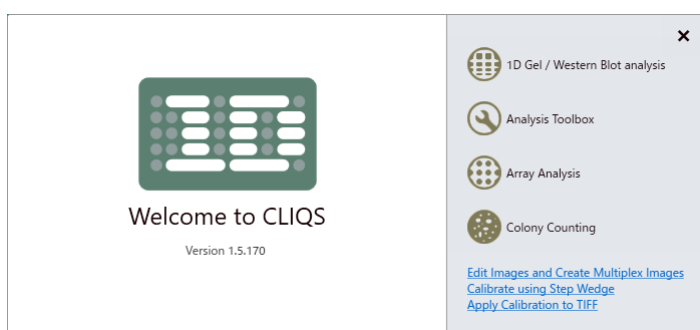 Welcome to CLIQS
Version 1.5.170
1D Gel / Western Blot analysis
Analysis Toolbox
Array Analysis
Colony Counting
Edit Images and Create Multiplex Images
Calibrate using Step Wedge
Apply Calibration to TIFF